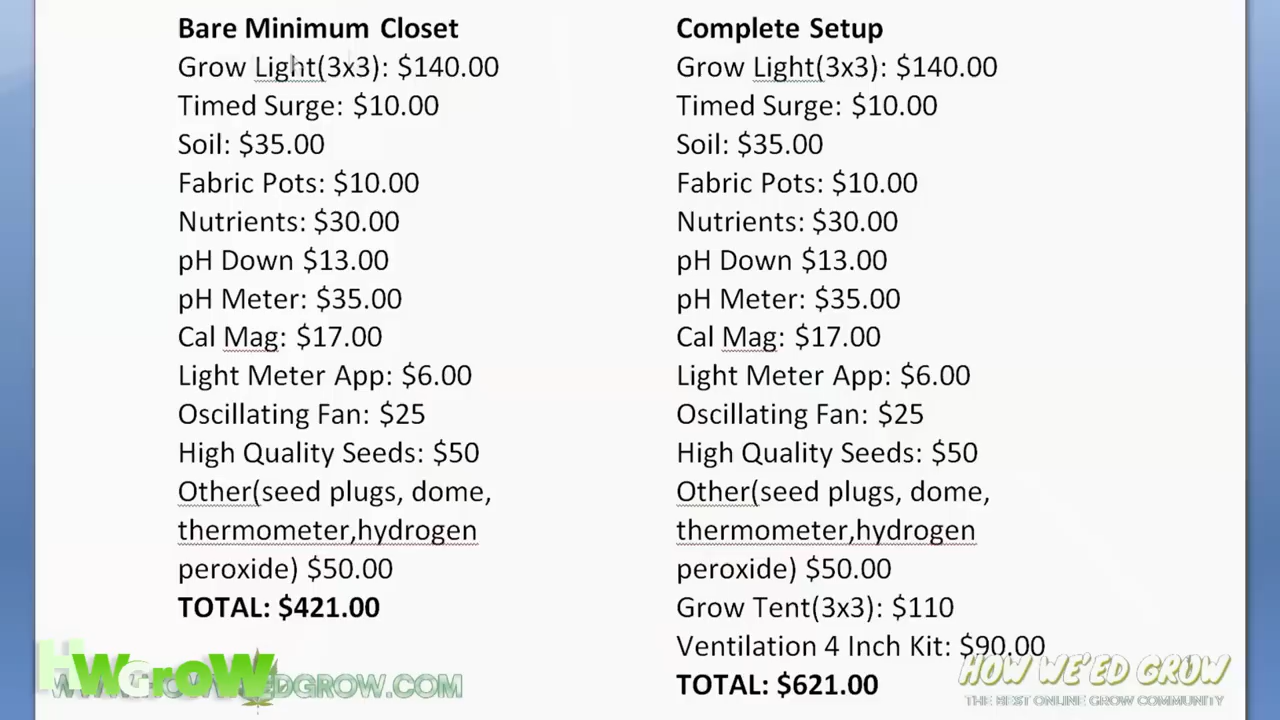 Bare Minimum Closet
Grow Light(3x3): $140.00
Timed Surge: $10.00
Soil: $35.00
Fabric Pots: $10.00
Nutrients: $30.00
pH Down $13.00
pH Meter: $35.00
Cal Mag: $17.00
Light Meter App: $6.00
Oscillating Fan: $25
High Quality Seeds: $50
Other(seed plugs, dome,
thermometer,hydrogen
peroxide) $50.00
TOTAL: $421.00
Complete Setup
Grow Light(3x3): $140.00
Timed Surge: $10.00
Soil: $35.00
Fabric Pots: $10.00
Nutrients: $30.00
pH Down $13.00
pH Meter: $35.00
Cal Mag: $17.00
Light Meter App: $6.00
Oscillating Fan: $25
High Quality Seeds: $50
Other(seed plugs, dome,
thermometer,hydrogen
peroxide) $50.00
Grow Tent(3x3): $110
Ventilation 4 Inch Kit: $90.00
TOTAL: $621.00
HWGroW
HOW WE'ED GROW
THE BEST ONLINE GROW COMMUNITY